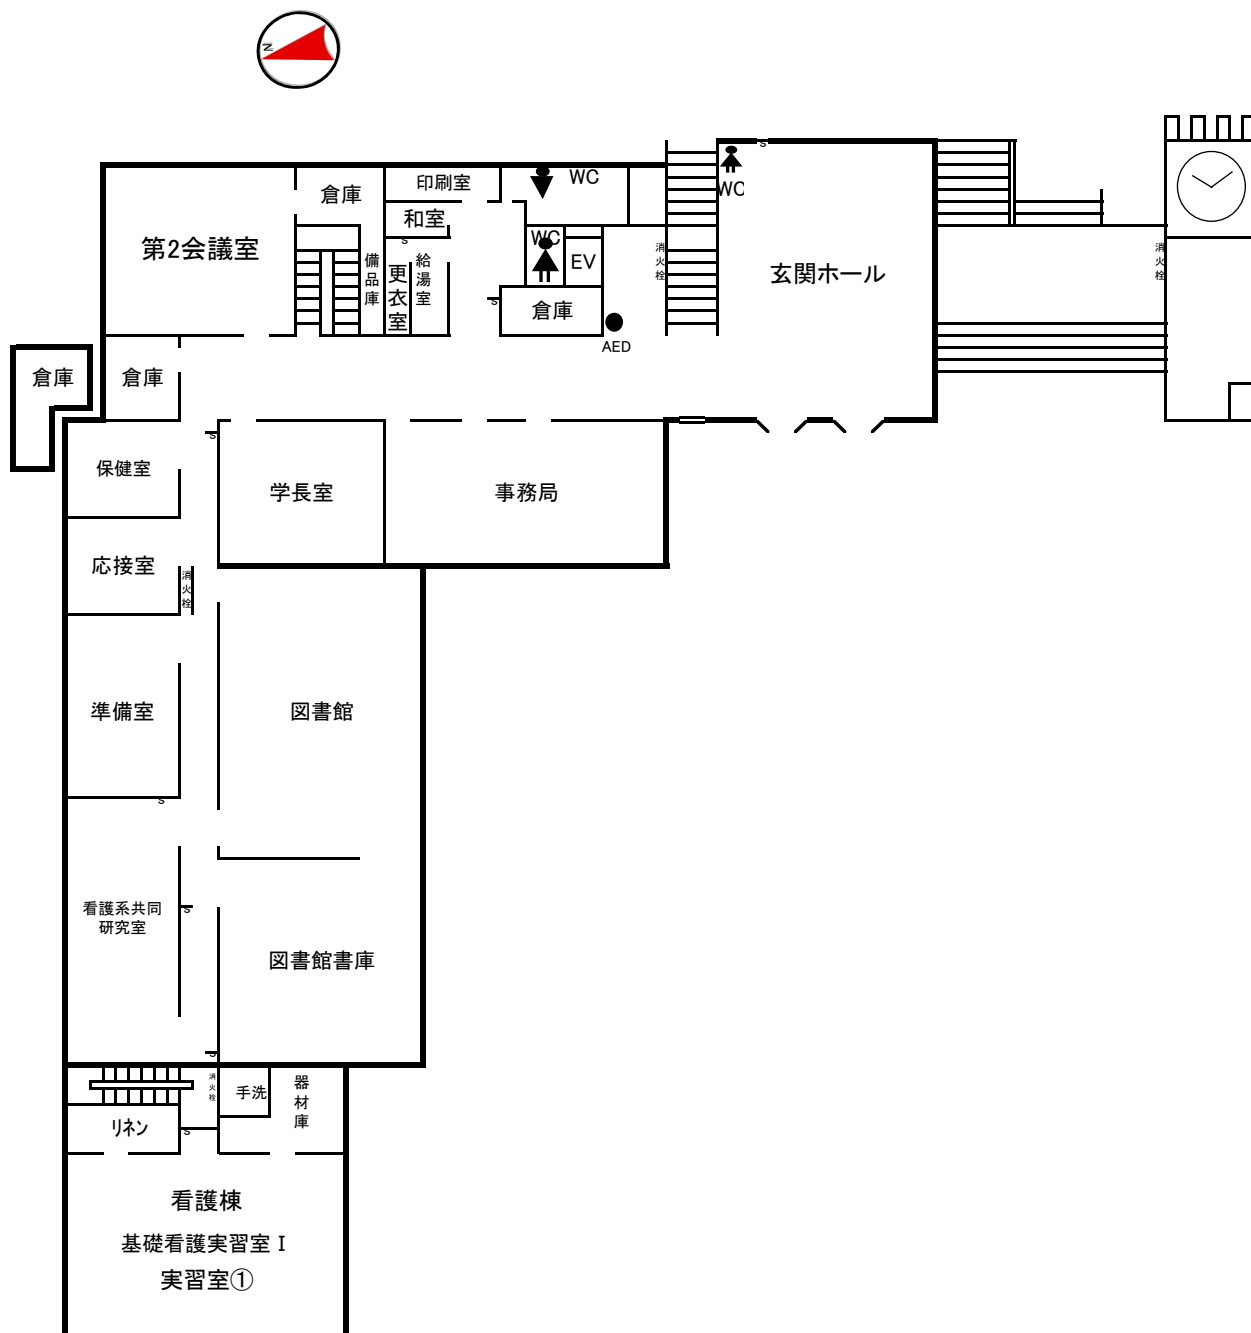 N
S
WC
印刷室
倉庫
WC
和室
WC
第2会議室
S
消火栓
消火栓
備品庫
給湯室
更衣室
EV
玄関ホール
S
倉庫
AED
倉庫
倉庫
S
保健室
学長室
事務局
応接室
消火栓
準備室
図書館
S
看護系共同
研究室
S
図書館書庫
S
消火栓
手洗
器材庫
リネン
S
看護棟
基礎看護実習室Ⅰ
実習室①